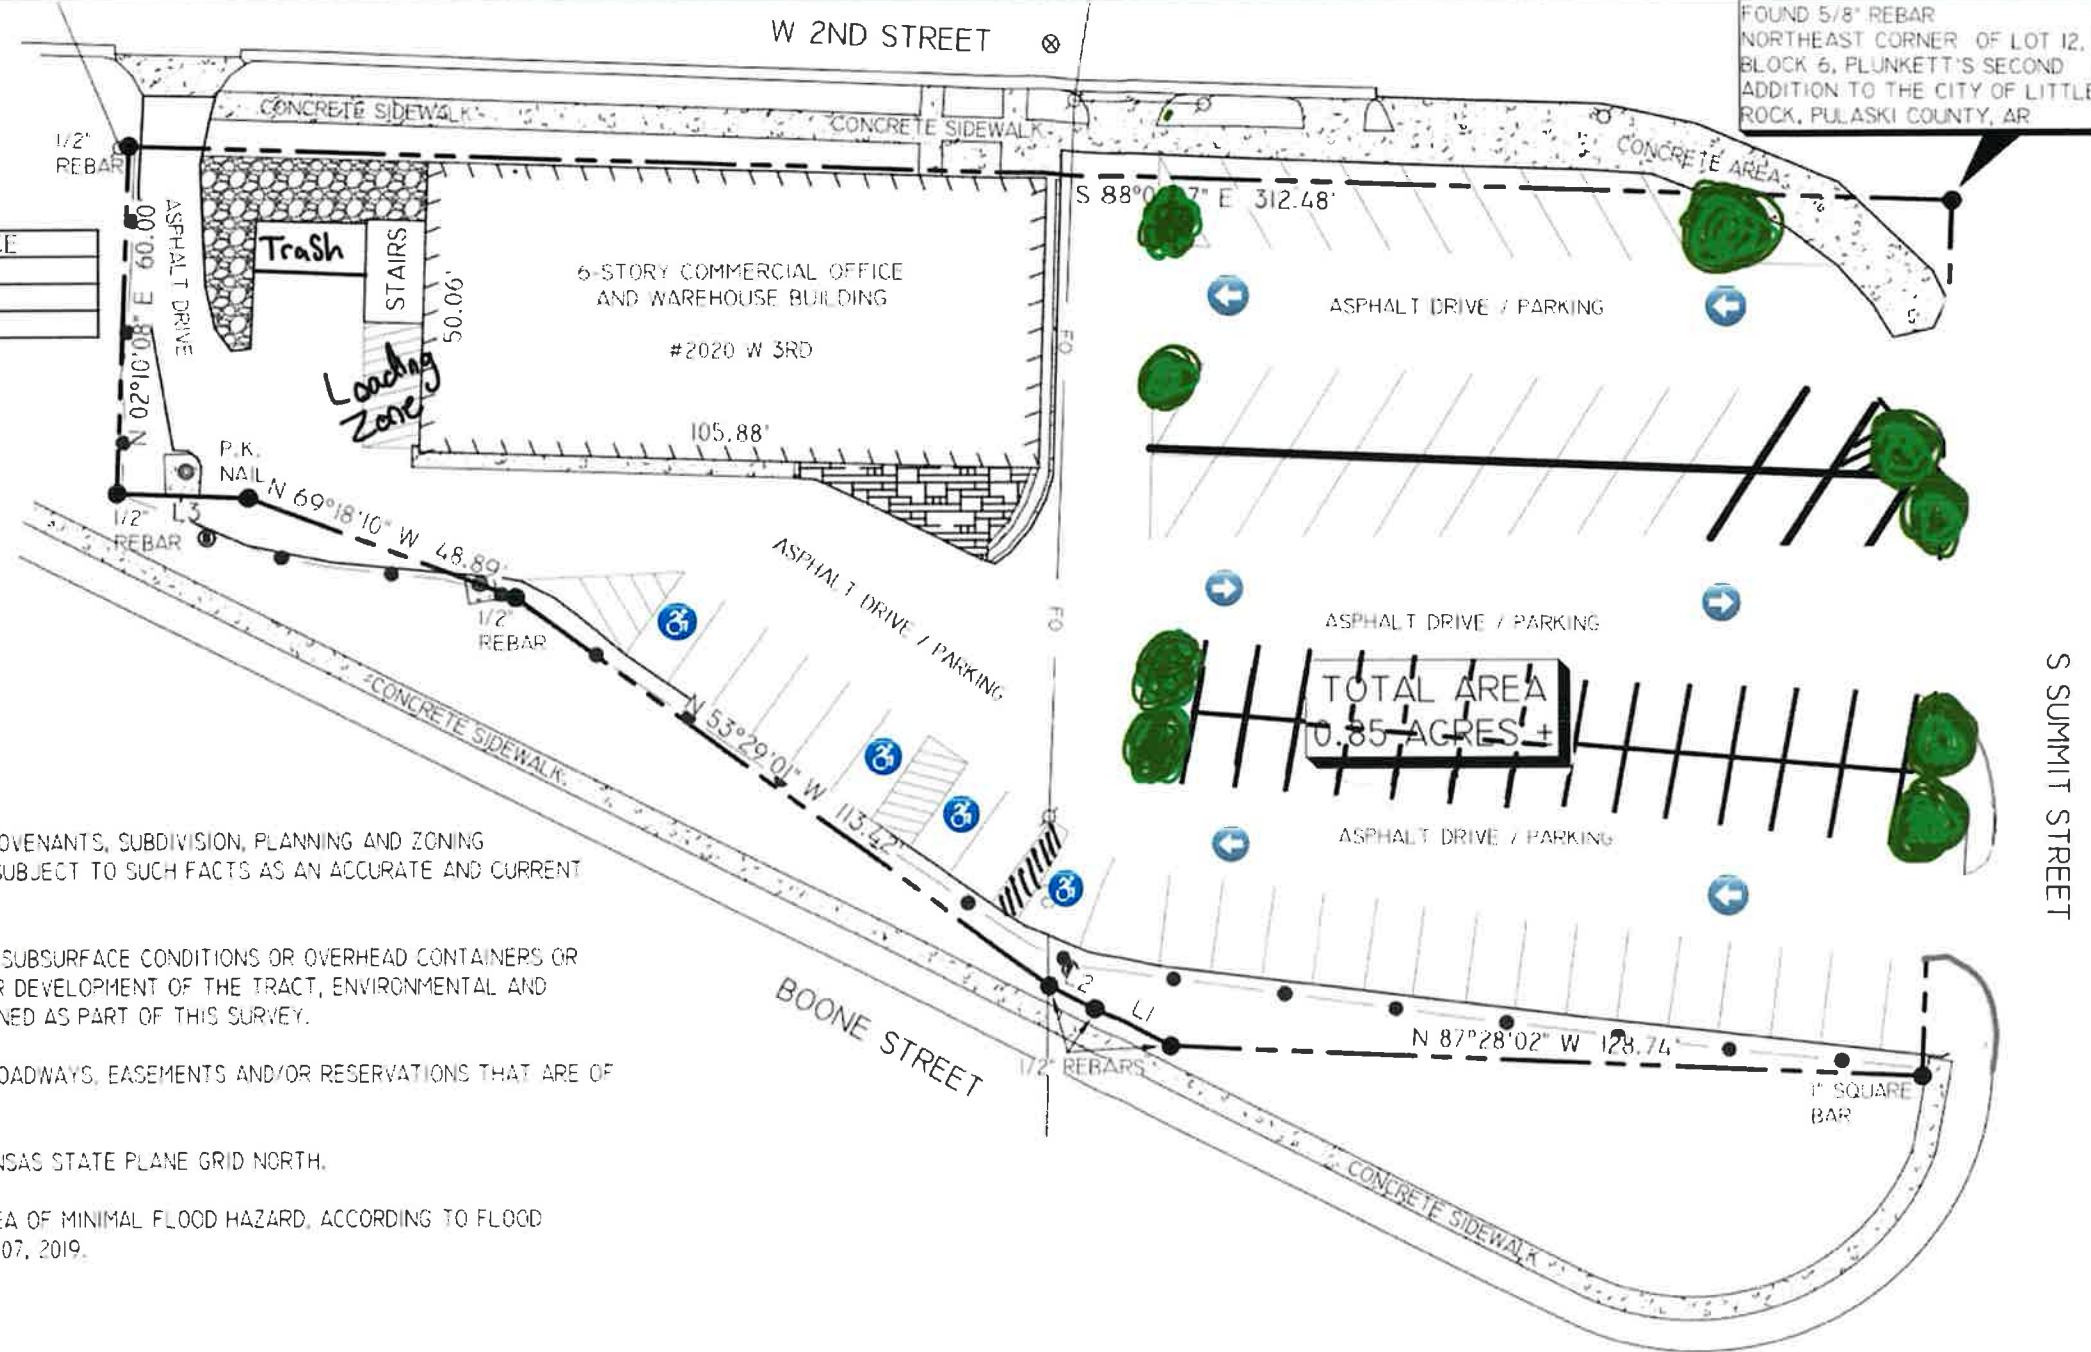 W 2ND STREET
FOUND 5/8" REBAR
NORTHEAST CORNER OF LOT 12,
BLOCK 6, PLUNKETT'S SECOND
ADDITION TO THE CITY OF LITTLE
ROCK, PULASKI COUNTY, AR
CONCRETE SIDEWALK
CONCRETE SIDEWALK
CONCRETE AREA
1/2"
REBAR
S 88°0 7" E 312.48'
N 02°10'08" E 60.00
ASPHALT DRIVE
Trash
STAIRS
50.06'
6-STORY COMMERCIAL OFFICE
AND WAREHOUSE BUILDING
#2020 W 3RD
105.88'
Loading
Zone
FO
ASPHALT DRIVE / PARKING
P.K.
NAIL
N 69°18'10" W 48.89'
1/2"
REBAR
L3
1/2"
REBAR
ASPHALT DRIVE / PARKING
FO
ASPHALT DRIVE / PARKING
TOTAL AREA
0.85 ACRES ±
S SUMMIT STREET
CONCRETE SIDEWALK
N 53°29'01" W 113.42'
ASPHALT DRIVE / PARKING
OVENANTS, SUBDIVISION, PLANNING AND ZONING
SUBJECT TO SUCH FACTS AS AN ACCURATE AND CURRENT
SUBSURFACE CONDITIONS OR OVERHEAD CONTAINERS OR
R DEVELOPMENT OF THE TRACT, ENVIRONMENTAL AND
NED AS PART OF THIS SURVEY.
OADWAYS, EASEMENTS AND/OR RESERVATIONS THAT ARE OF
NSAS STATE PLANE GRID NORTH.
EA OF MINIMAL FLOOD HAZARD, ACCORDING TO FLOOD
07, 2019.
BOONE STREET
L2
L1
1/2" REBARS
N 87°28'02" W 128.74'
1" SQUARE
BAR
CONCRETE SIDEWALK